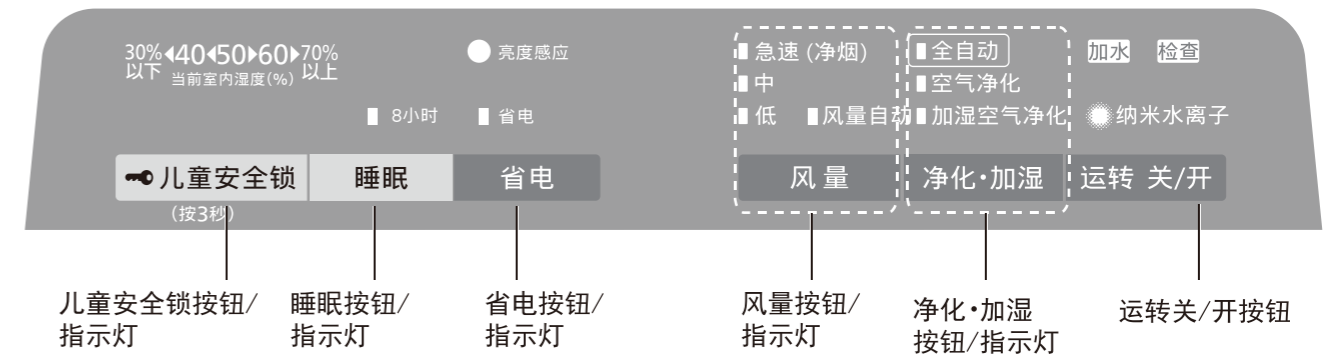 30% ◀40◀50▶60▶70%
以下 当前室内湿度(%) 以上
亮度感应
8小时
省电
急速 (净烟)
中
低 风量自动
全自动
空气净化
加湿空气净化
加水 检查
纳米水离子
儿童安全锁
(按3秒)
睡眠
省电
风量
净化·加湿
运转 关/开
儿童安全锁按钮/
指示灯
睡眠按钮/
指示灯
省电按钮/
指示灯
风量按钮/
指示灯
净化·加湿
按钮/指示灯
运转关/开按钮